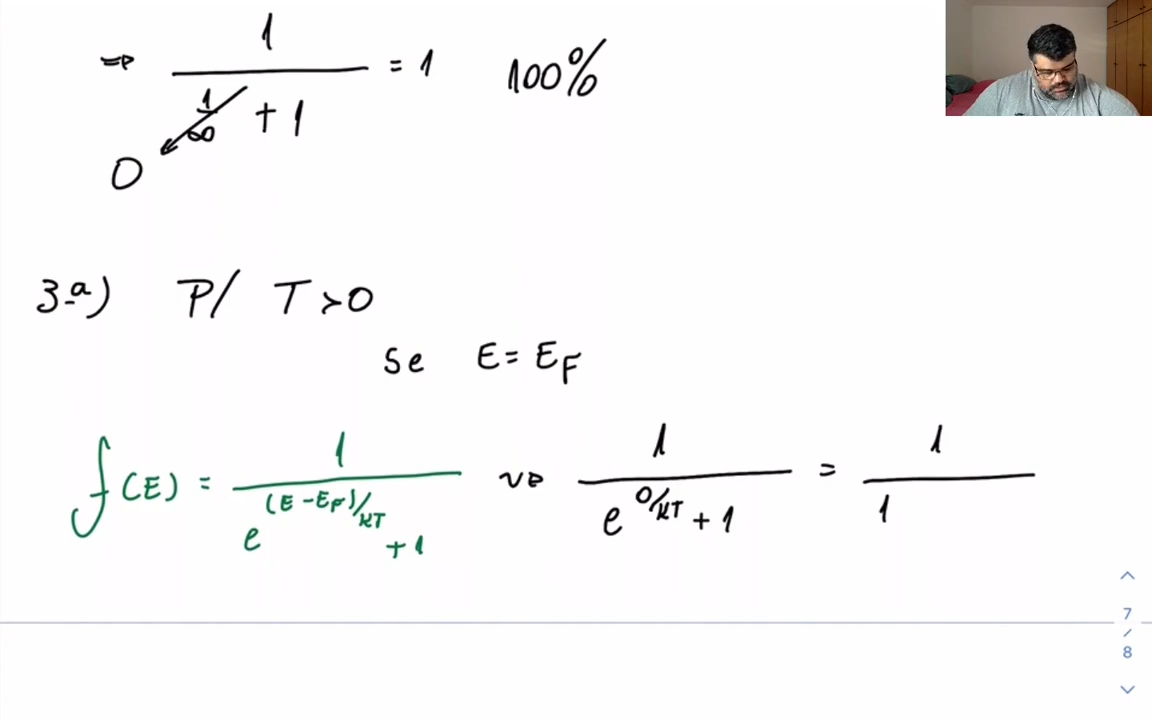 ⇒ 1/(1/∞ + 1) = 1 100%
0
3-a) P/ T>0
Se E = E_F
f(E) = 1/(e^((E-E_F)/KT) + 1) ⇒ 1/(e^(0/KT) + 1) = 1/1
7
/
8